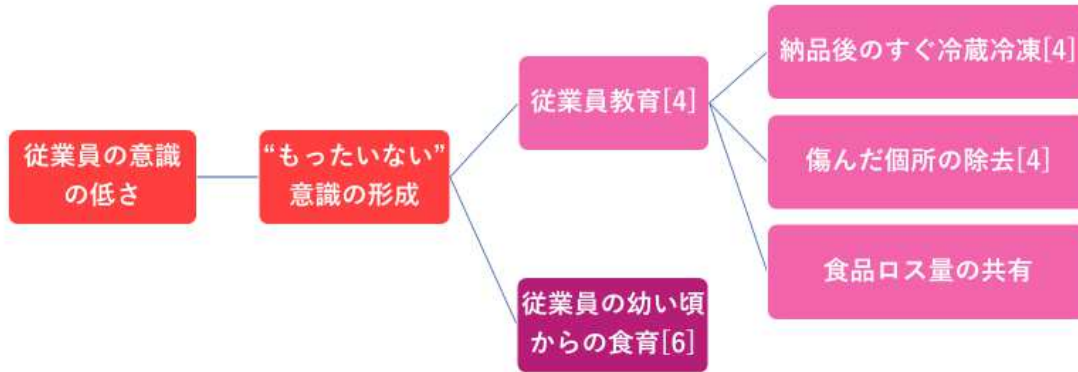 従業員の意識
の低さ
“もったいない”
意識の形成
従業員教育[4]
従業員の幼い頃
からの食育[6]
納品後のすぐ冷蔵冷凍[4]
傷んだ個所の除去[4]
食品ロス量の共有